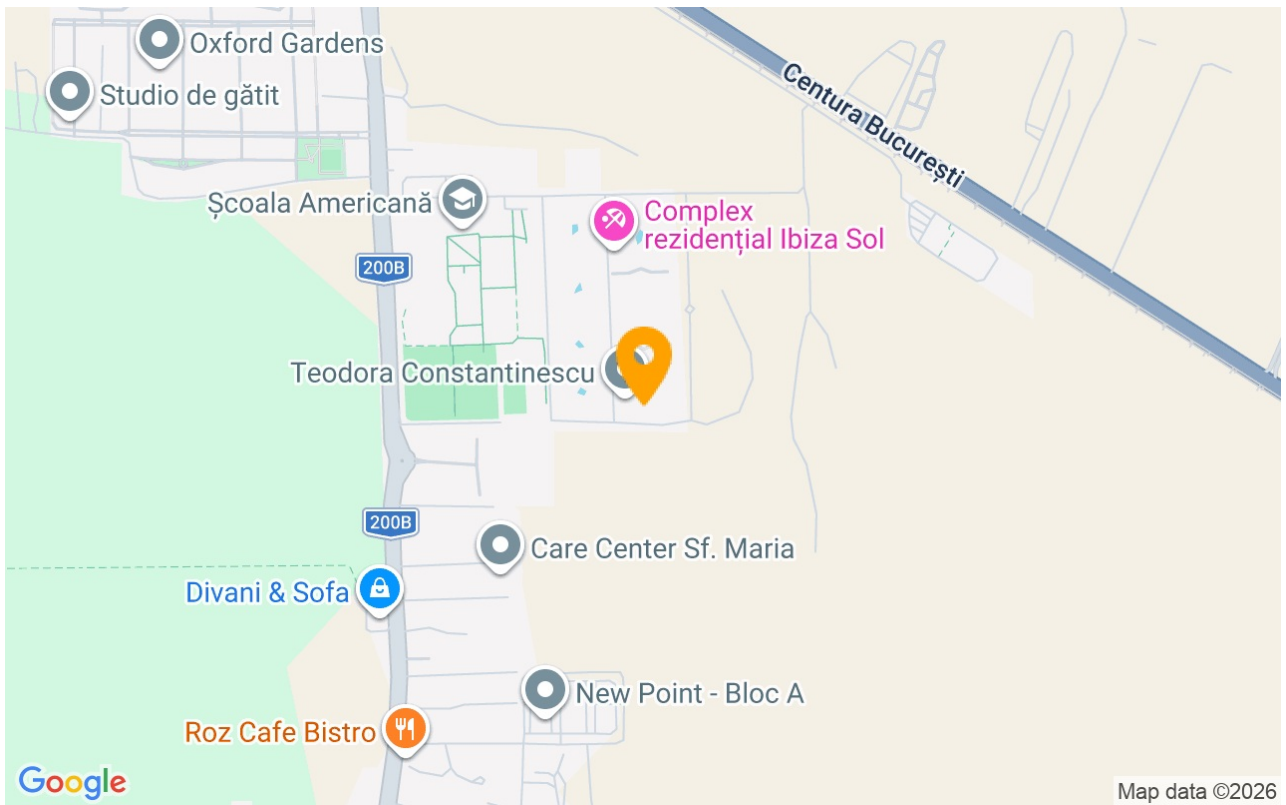 Oxford Gardens
Studio de gătit
Centura București
Școala Americană
Complex
rezidențial Ibiza Sol
200B
Teodora Constantinescu
200B
Care Center Sf. Maria
Divani & Sofa
New Point - Bloc A
Roz Cafe Bistro
Google
Map data ©2026